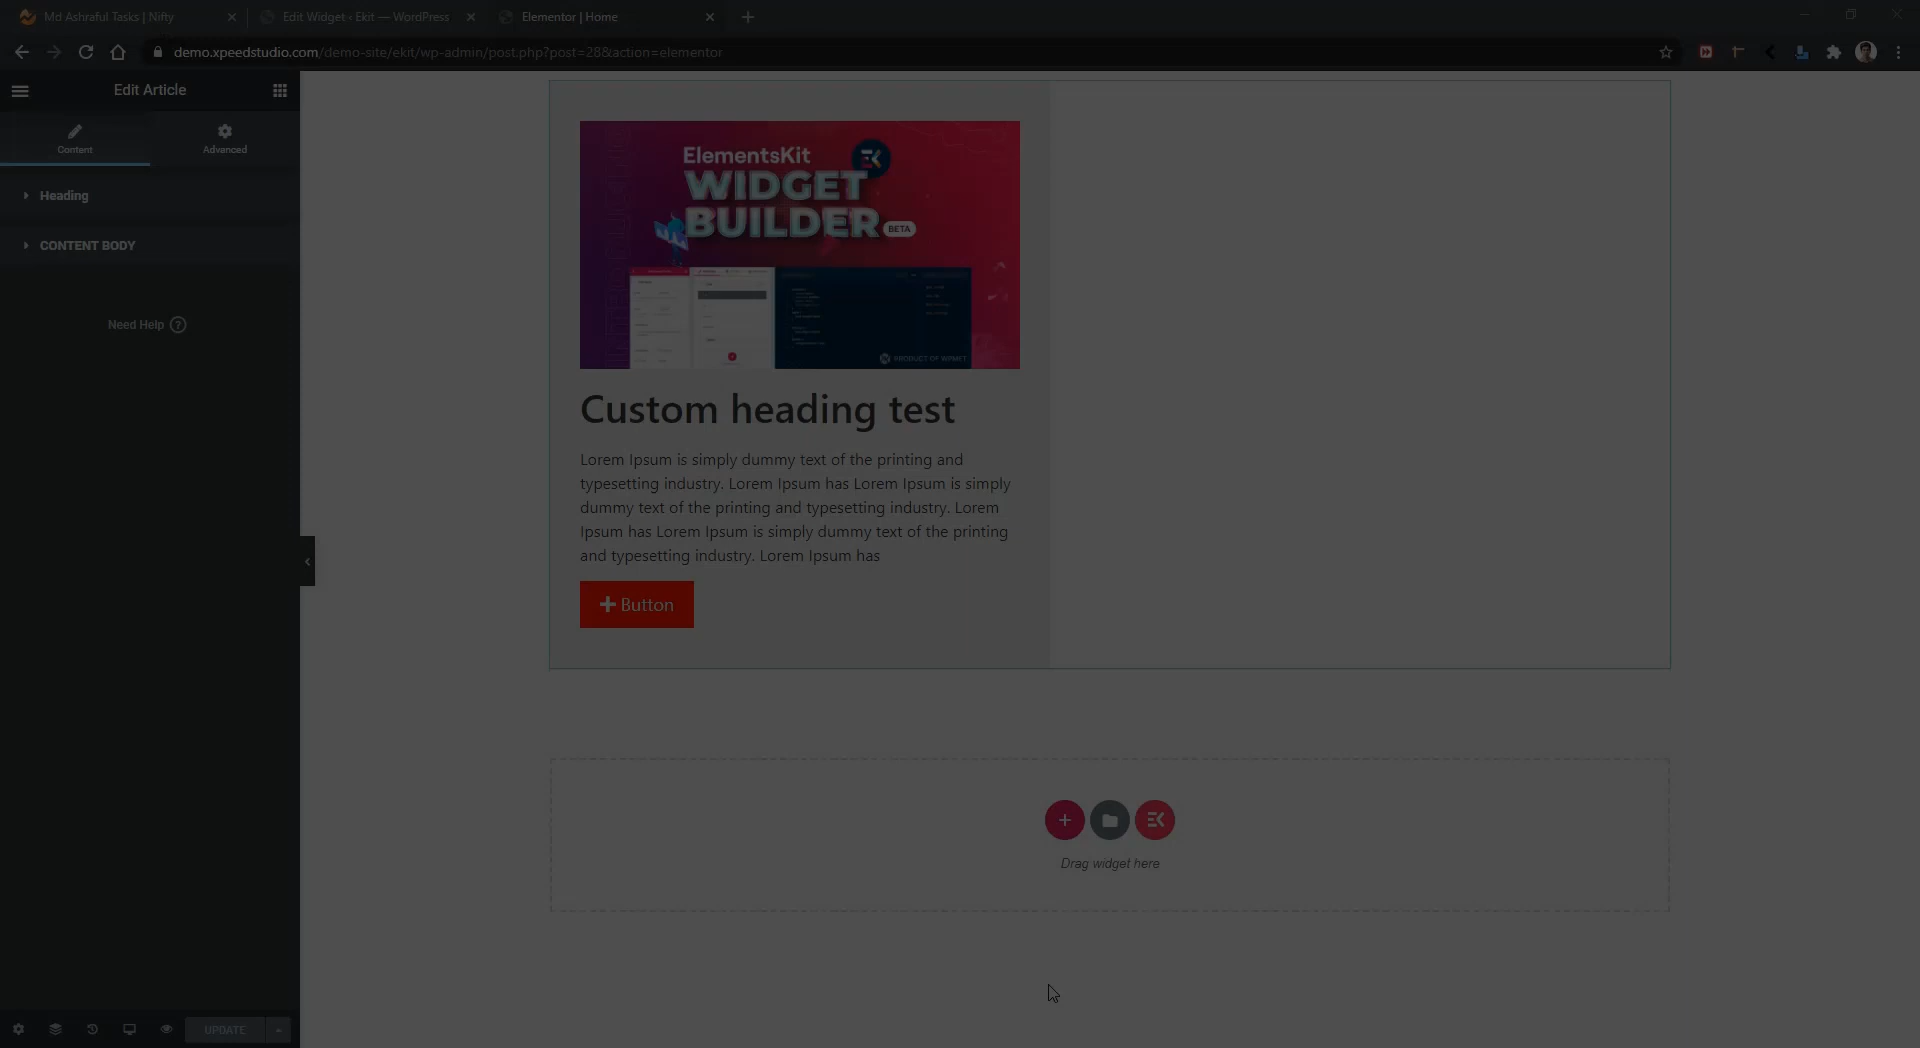 Md Ashraful Tasks | Nifty
Edit Widget ‹ Ekit — WordPress
Elementor | Home
demo.xpeedstudio.com/demo-site/ekit/wp-admin/post.php?post=28&action=elementor
Edit Article
Content
Advanced
Heading
CONTENT BODY
Need Help
ElementsKit
WIDGET
BUILDER
BETA
PRODUCT OF WPMET
Custom heading test
Lorem Ipsum is simply dummy text of the printing and
typesetting industry. Lorem Ipsum has Lorem Ipsum is simply
dummy text of the printing and typesetting industry. Lorem
Ipsum has Lorem Ipsum is simply dummy text of the printing
and typesetting industry. Lorem Ipsum has
Button
Drag widget here
UPDATE